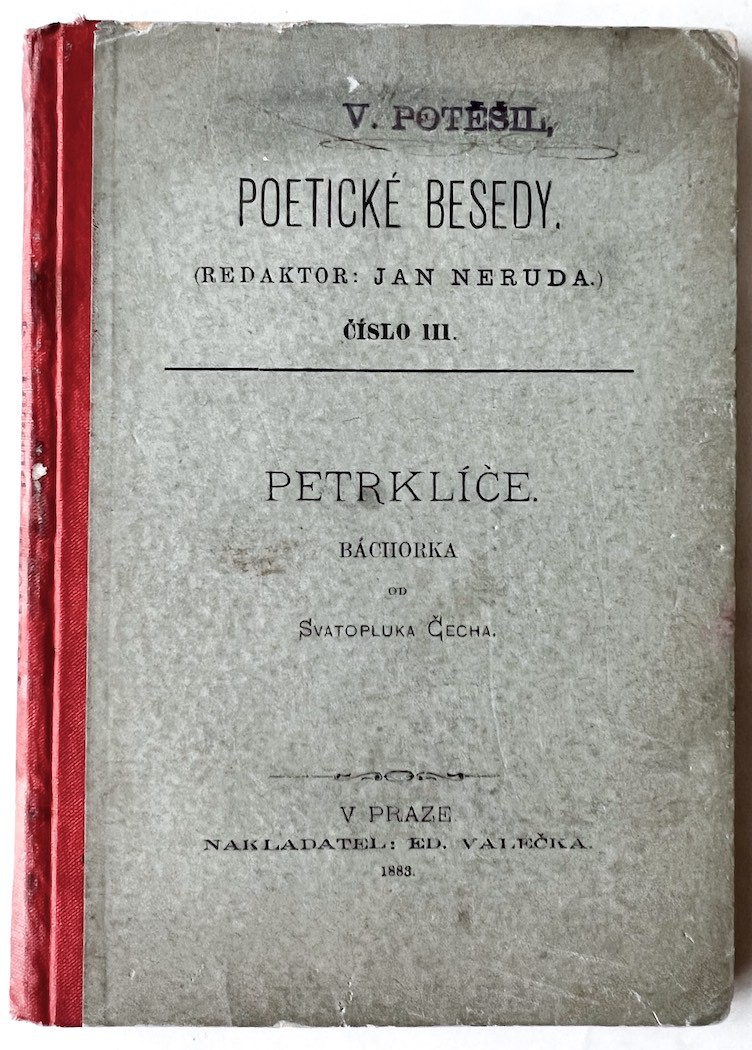 V. POTĚŠIL,
POETICKÉ BESEDY.
(REDAKTOR: JAN NERUDA.)
ČÍSLO III.
PETRKLÍČE.
BÁCHORKA
OD
SVATOPLUKA ČECHA.
V PRAZE
NAKLADATEL: ED. VALEČKA.
1883.